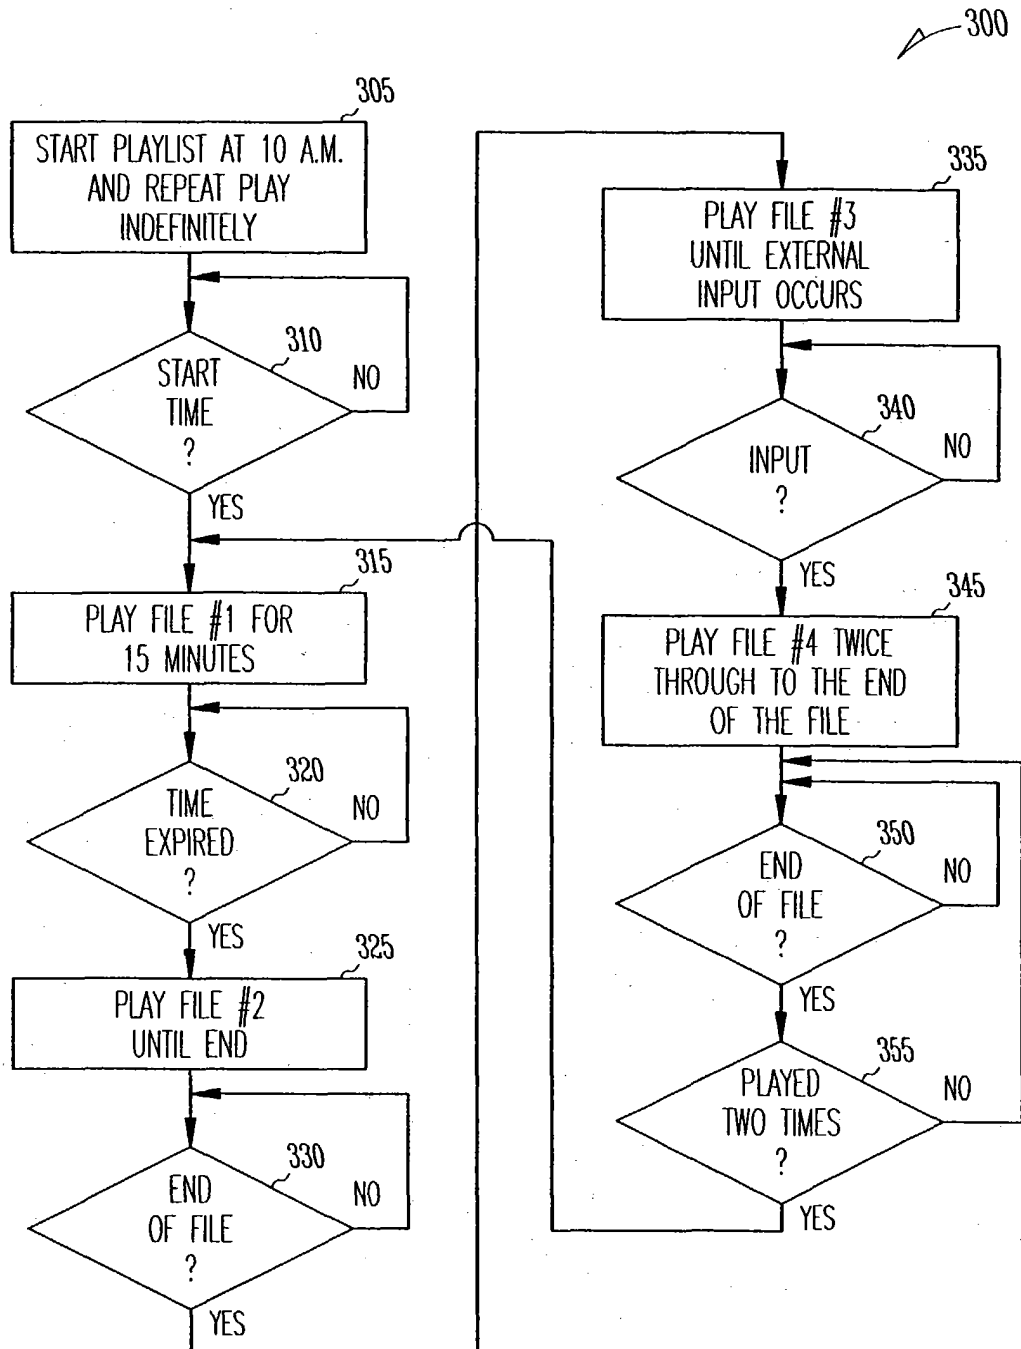 300
305
START PLAYLIST AT 10 A.M.
AND REPEAT PLAY
INDEFINITELY
310
START
TIME
?
NO
YES
315
PLAY FILE #1 FOR
15 MINUTES
320
TIME
EXPIRED
?
NO
YES
325
PLAY FILE #2
UNTIL END
330
END
OF FILE
?
NO
YES
335
PLAY FILE #3
UNTIL EXTERNAL
INPUT OCCURS
340
INPUT
?
NO
YES
345
PLAY FILE #4 TWICE
THROUGH TO THE END
OF THE FILE
350
END
OF FILE
?
NO
YES
355
PLAYED
TWO TIMES
?
NO
YES